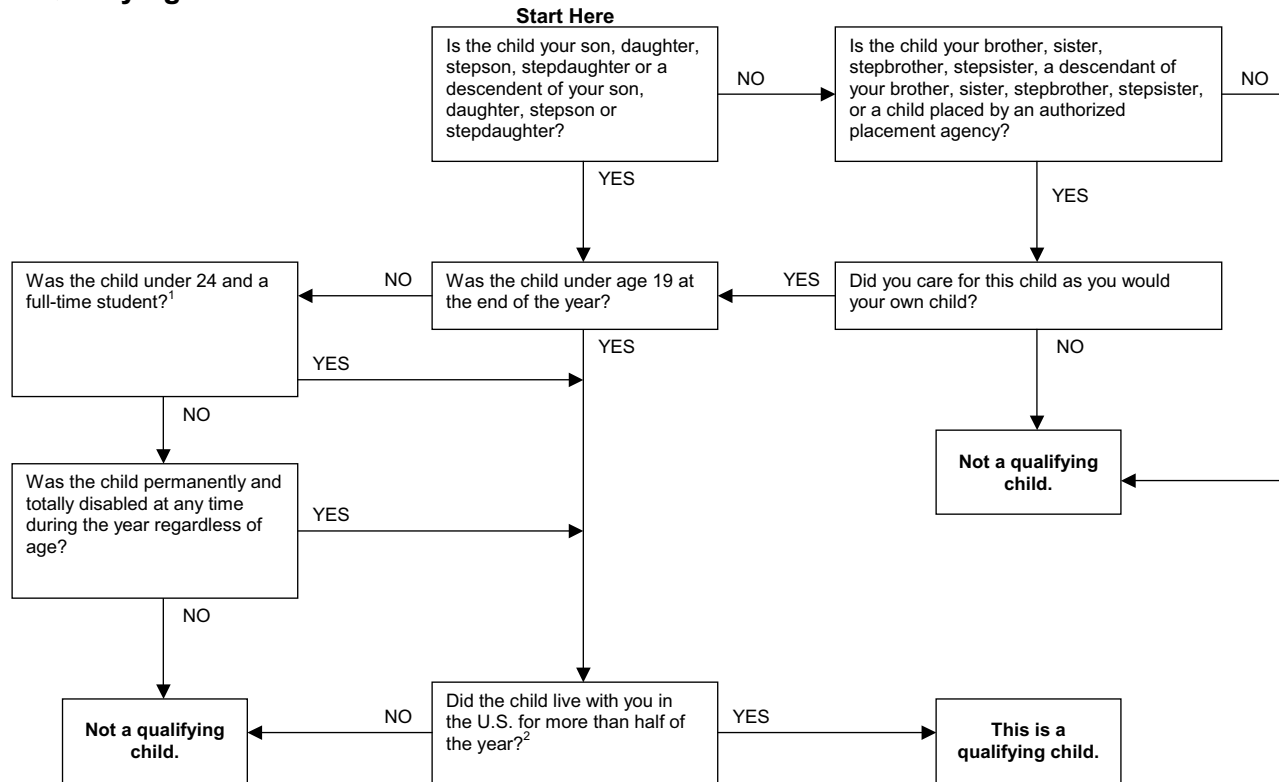 Start Here
Is the child your son, daughter,
stepson, stepdaughter or a
descendent of your son,
daughter, stepson or
stepdaughter?
NO
Is the child your brother, sister,
stepbrother, stepsister, a descendant of
your brother, sister, stepbrother, stepsister,
or a child placed by an authorized
placement agency?
NO
YES
YES
Was the child under 24 and a
full-time student?1
NO
Was the child under age 19 at
the end of the year?
YES
Did you care for this child as you would
your own child?
YES
YES
NO
NO
Not a qualifying
child.
Was the child permanently and
totally disabled at any time
during the year regardless of
age?
YES
NO
Not a qualifying
child.
NO
Did the child live with you in
the U.S. for more than half of
the year?2
YES
This is a
qualifying child.